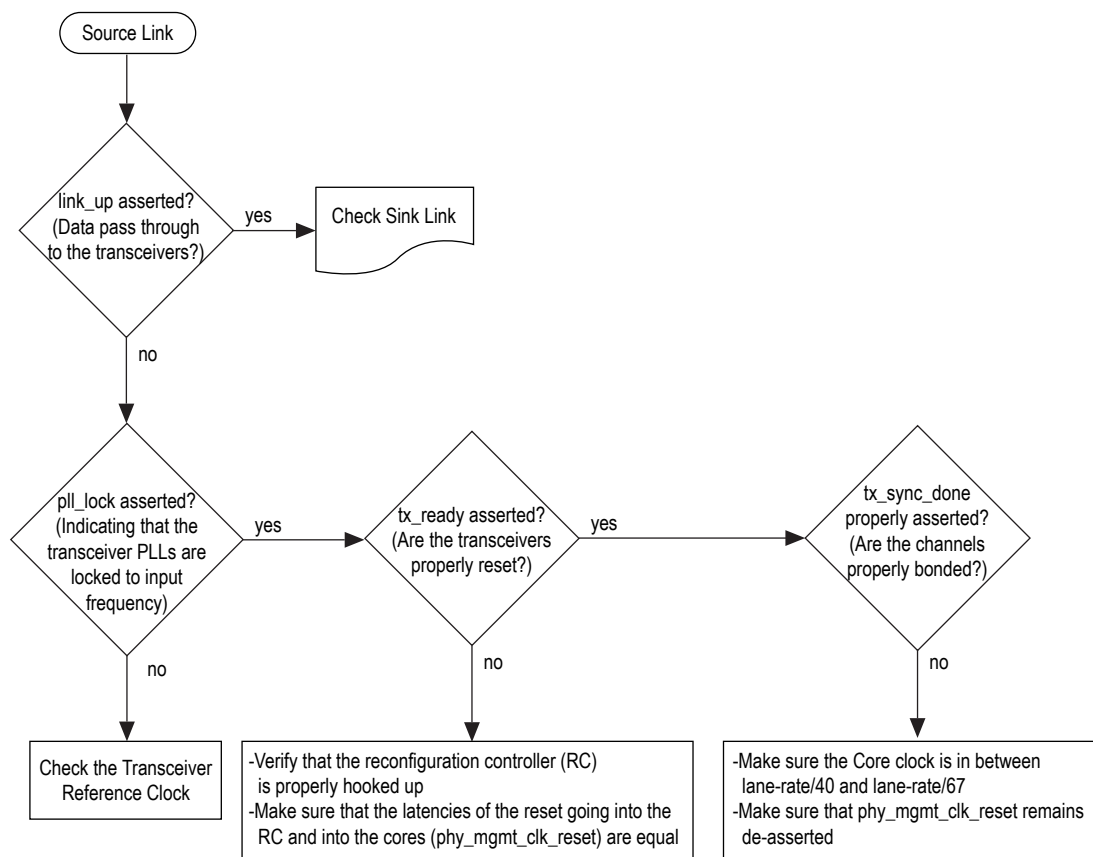 Source Link
link_up asserted?
(Data pass through
to the transceivers?)
yes
Check Sink Link
no
pll_lock asserted?
(Indicating that the
transceiver PLLs are
locked to input
frequency)
yes
tx_ready asserted?
(Are the transceivers
properly reset?)
yes
tx_sync_done
properly asserted?
(Are the channels
properly bonded?)
no
no
no
Check the Transceiver
Reference Clock
-Verify that the reconfiguration controller (RC)
is properly hooked up
-Make sure that the latencies of the reset going into the
RC and into the cores (phy_mgmt_clk_reset) are equal
-Make sure the Core clock is in between
lane-rate/40 and lane-rate/67
-Make sure that phy_mgmt_clk_reset remains
de-asserted